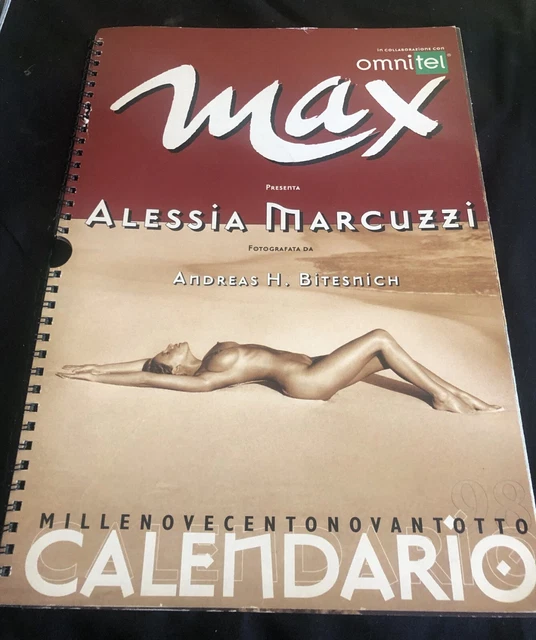 in collaborazione con
omnitel
max
Presenta
Alessia Marcuzzi
Fotografata da
Andreas H. Bitesnich
98
MILLENOVECENTONOVANTOTTO
CALENDARIO